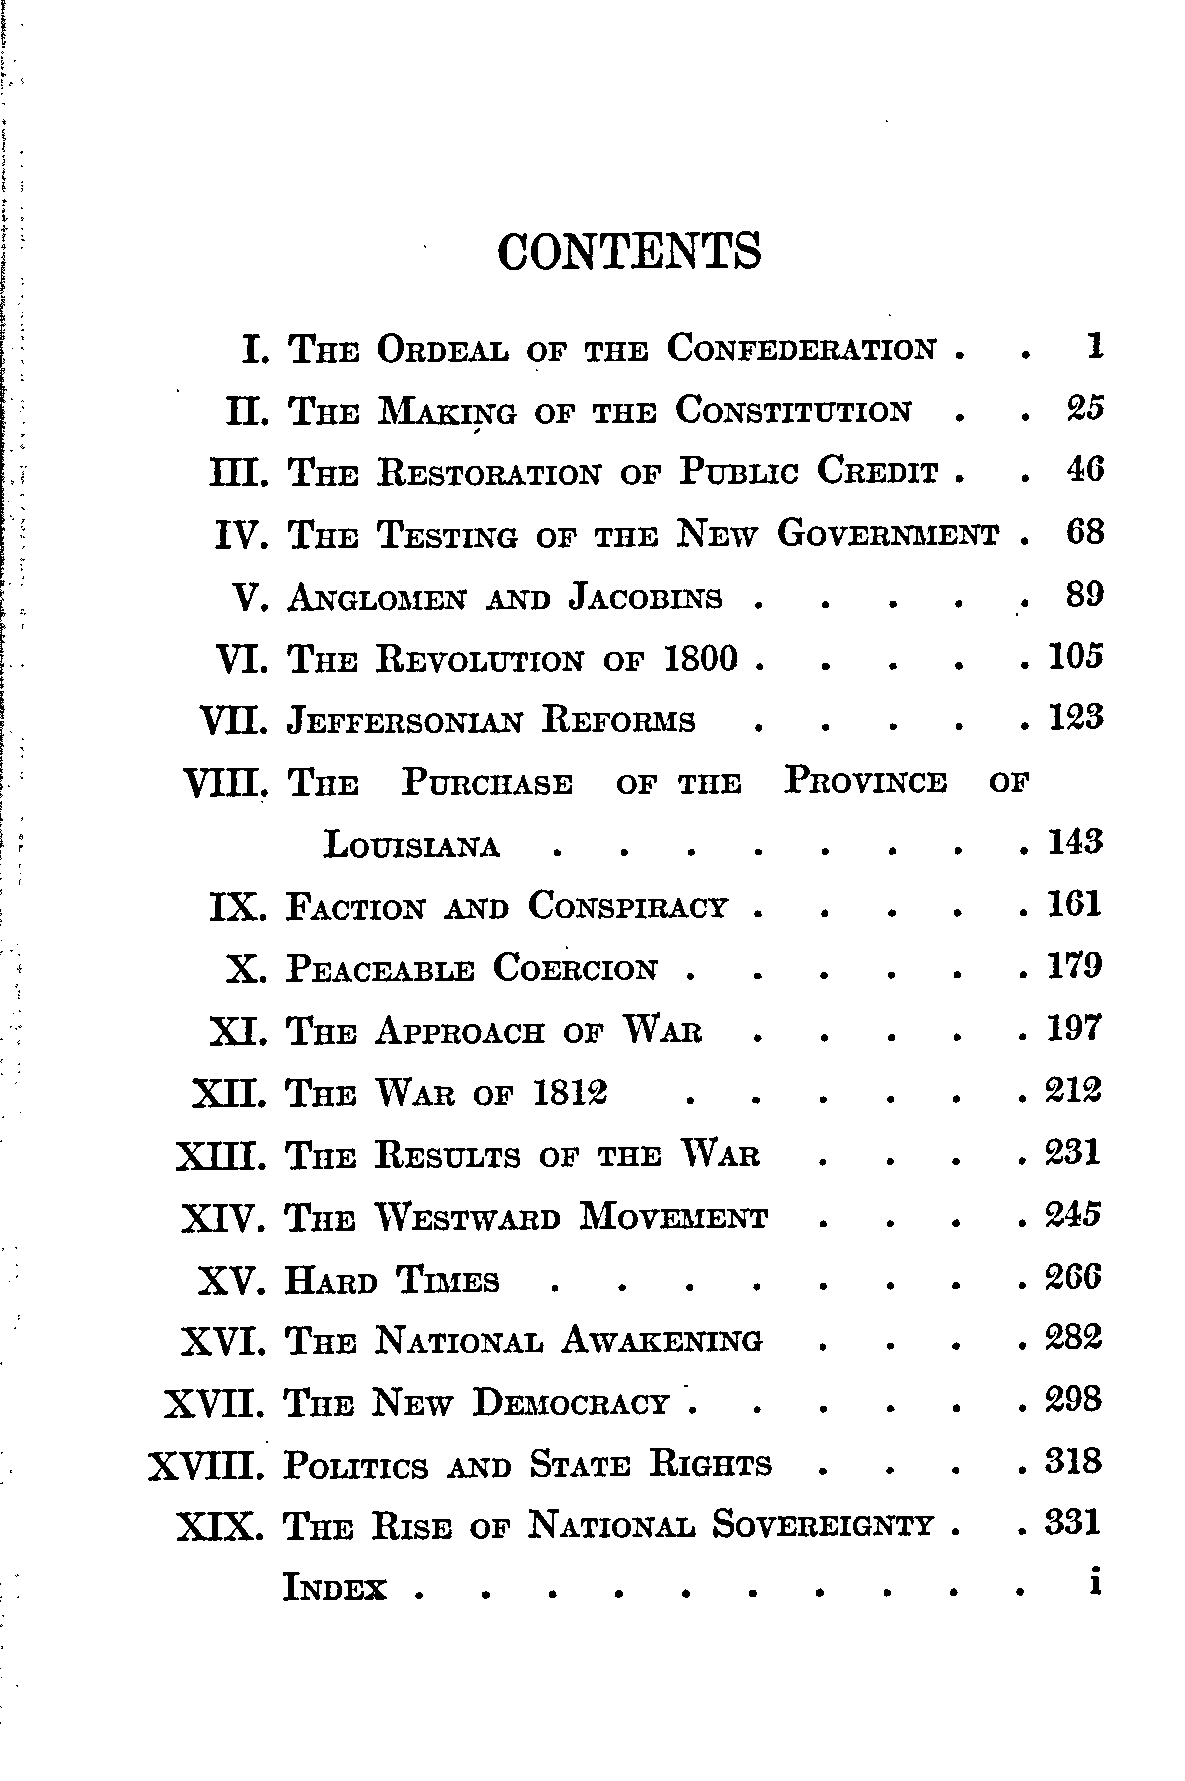 CONTENTS
I. The Ordeal of the Confederation . . 1
II. The Making of the Constitution . . 25
III. The Restoration of Public Credit . . 46
IV. The Testing of the New Government . 68
V. Anglomen and Jacobins . . . . . 89
VI. The Revolution of 1800 . . . . . 105
VII. Jeffersonian Reforms . . . . . 123
VIII. The Purchase of the Province of
Louisiana . . . . . . . . 143
IX. Faction and Conspiracy . . . . . 161
X. Peaceable Coercion . . . . . . 179
XI. The Approach of War . . . . . 197
XII. The War of 1812 . . . . . . 212
XIII. The Results of the War . . . . 231
XIV. The Westward Movement . . . . 245
XV. Hard Times . . . . . . . . 266
XVI. The National Awakening . . . . 282
XVII. The New Democracy . . . . . . 298
XVIII. Politics and State Rights . . . . 318
XIX. The Rise of National Sovereignty . . 331
Index . . . . . . . . . . i